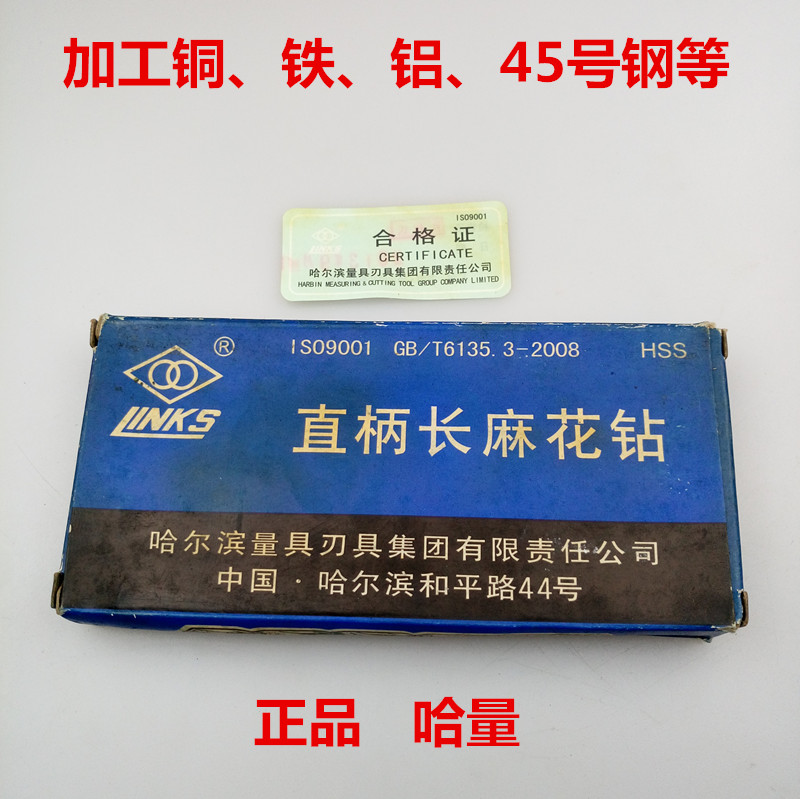 加工铜、铁、铝、45号钢等
ISO9001
合格证
CERTIFICATE
哈尔滨量具刃具集团有限责任公司
HARBIN MEASURING & CUTTING TOOL GROUP COMPANY LIMITED
LINKS ® ISO9001 GB/T6135.3-2008 HSS
直柄长麻花钻
哈尔滨量具刃具集团有限责任公司
中国·哈尔滨和平路44号
正品 哈量